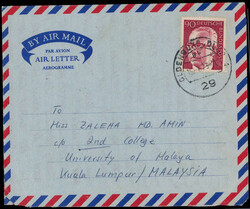 BY AIR MAIL
PAR AVION
AIR LETTER
AEROGRAMME
90 DEUTSCHE
29
To
Miss ZALEHA MD. AMIN
c/o 2nd College
University of Malaya
Kuala Lumpur/ MALAYSIA